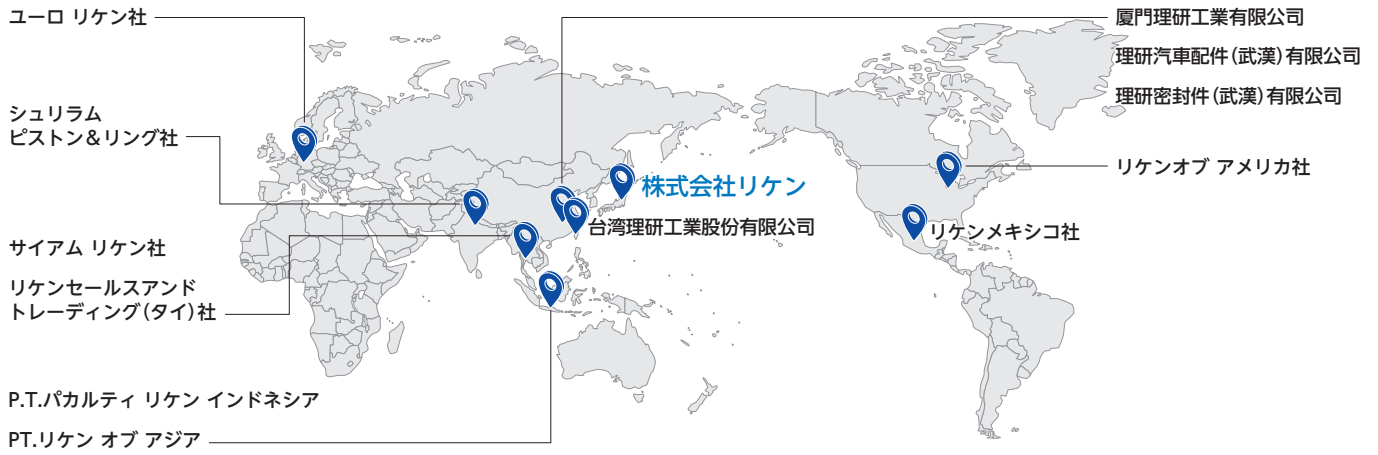 ユーロ リケン社
シュリラム
ピストン＆リング社
サイアム リケン社
リケンセールスアンド
トレーディング（タイ）社
P.T.パカルティ リケン インドネシア
PT.リケン オブ アジア
株式会社リケン
台湾理研工業股份有限公司
厦門理研工業有限公司
理研汽車配件（武漢）有限公司
理研密封件（武漢）有限公司
リケンオブ アメリカ社
リケンメキシコ社